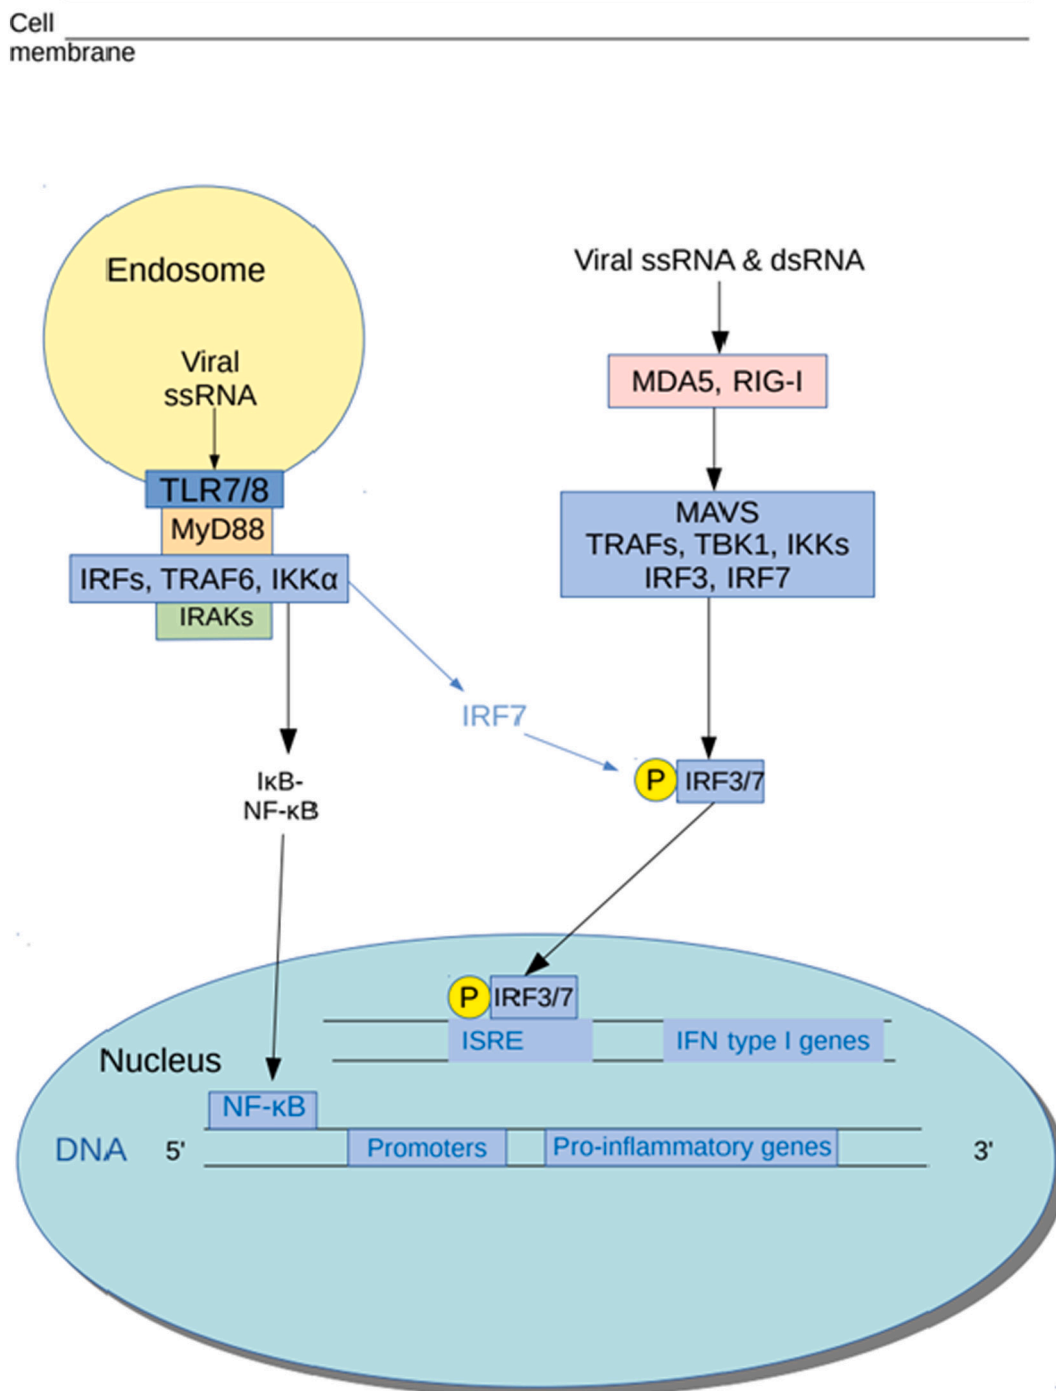 Cell
membrane
Endosome
Viral
ssRNA
TLR7/8
MyD88
IRFs, TRAF6, IKKα
IRAKs
Viral ssRNA & dsRNA
MDA5, RIG-I
MAVS
TRAFs, TBK1, IKKs
IRF3, IRF7
IRF7
P IRF3/7
IκB-
NF-κB
P IRF3/7
ISRE IFN type I genes
Nucleus
NF-κB
DNA 5' Promoters Pro-inflammatory genes 3'